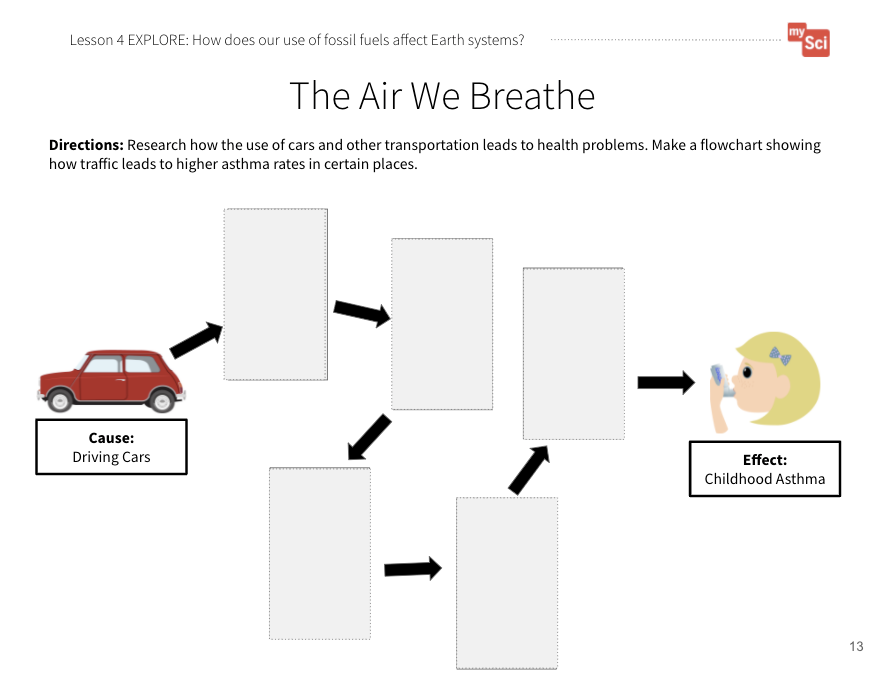 Lesson 4 EXPLORE: How does our use of fossil fuels affect Earth systems?
my
Sci
The Air We Breathe
Directions: Research how the use of cars and other transportation leads to health problems. Make a flowchart showing
how traffic leads to higher asthma rates in certain places.
Cause:
Driving Cars
Effect:
Childhood Asthma
13